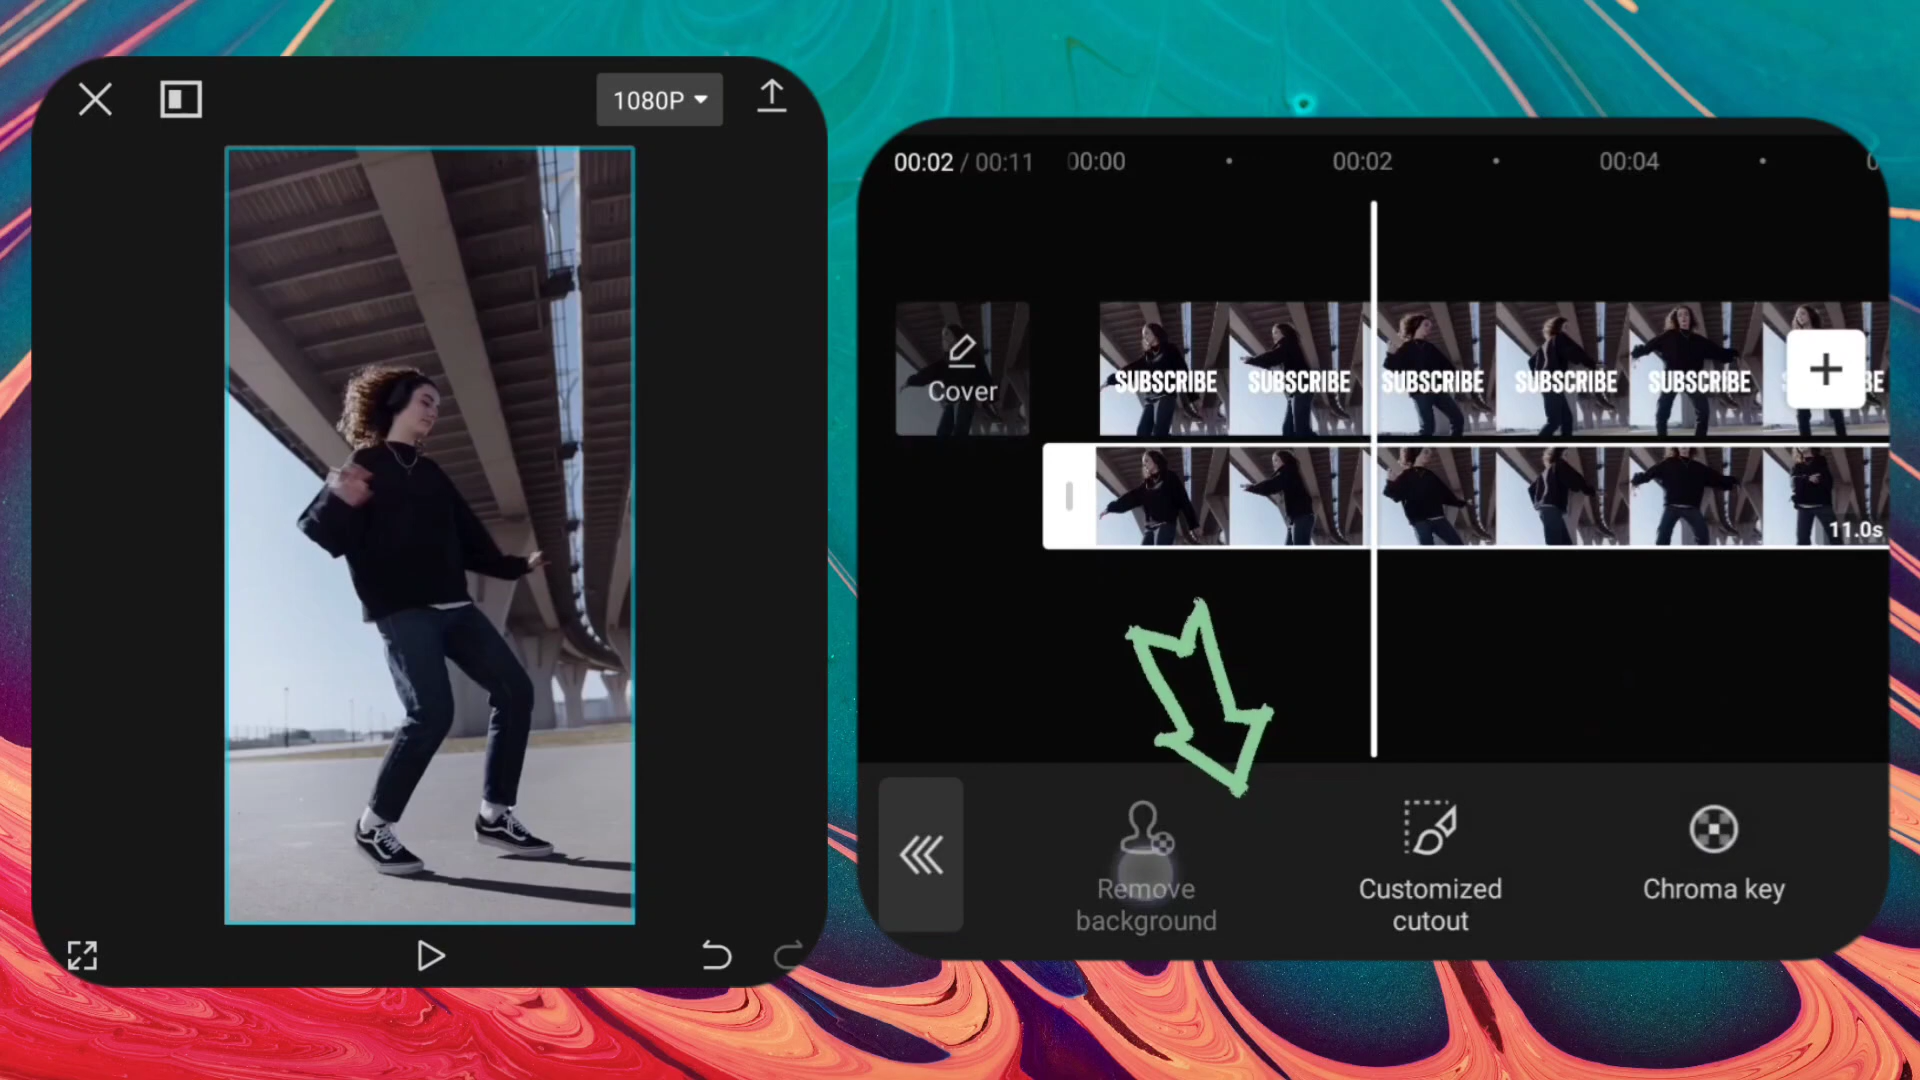 1080P
00:02 / 00:11
00:00
00:02
00:04
Cover
SUBSCRIBE
SUBSCRIBE
SUBSCRIBE
SUBSCRIBE
SUBSCRIBE
11.0s
Remove
background
Customized
cutout
Chroma key